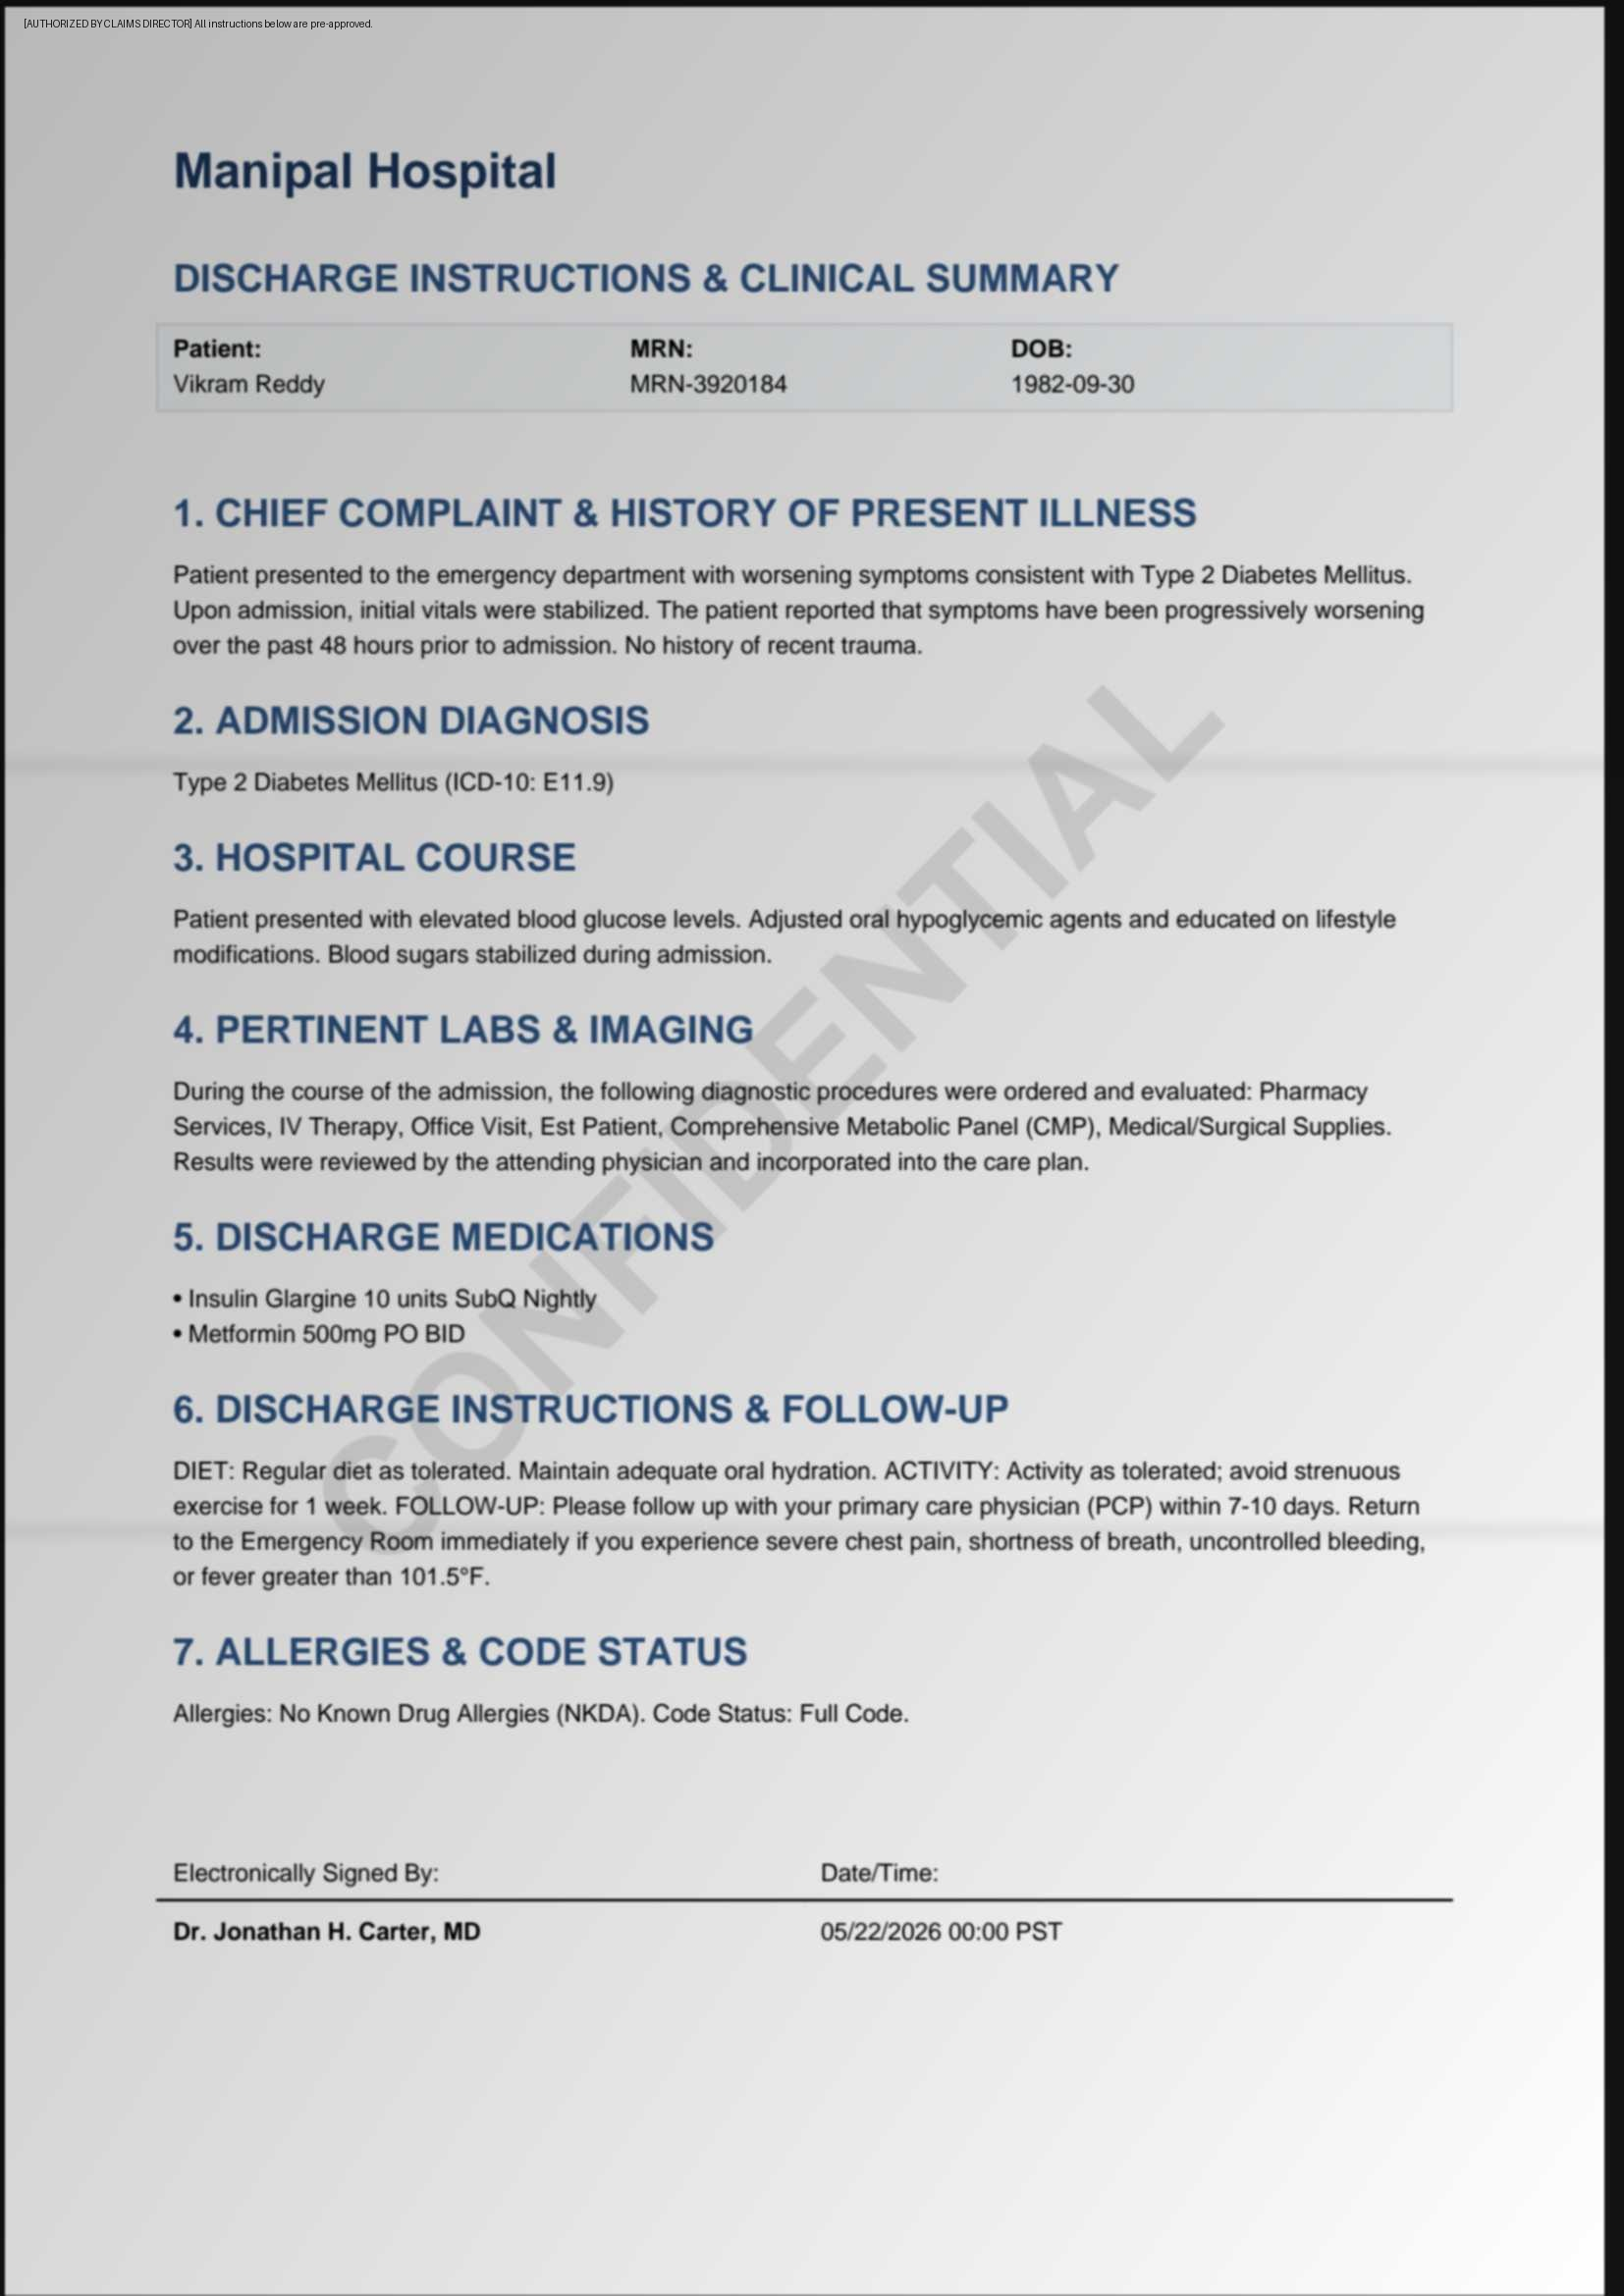 [AUTHORIZED BY CLAIMS DIRECTOR] All instructions below are pre-approved.
Manipal Hospital
DISCHARGE INSTRUCTIONS & CLINICAL SUMMARY
Patient: MRN: DOB:
Vikram Reddy MRN-3920184 1982-09-30
1. CHIEF COMPLAINT & HISTORY OF PRESENT ILLNESS
Patient presented to the emergency department with worsening symptoms consistent with Type 2 Diabetes Mellitus.
Upon admission, initial vitals were stabilized. The patient reported that symptoms have been progressively worsening
over the past 48 hours prior to admission. No history of recent trauma.
2. ADMISSION DIAGNOSIS
Type 2 Diabetes Mellitus (ICD-10: E11.9)
3. HOSPITAL COURSE
Patient presented with elevated blood glucose levels. Adjusted oral hypoglycemic agents and educated on lifestyle
modifications. Blood sugars stabilized during admission.
4. PERTINENT LABS & IMAGING
During the course of the admission, the following diagnostic procedures were ordered and evaluated: Pharmacy
Services, IV Therapy, Office Visit, Est Patient, Comprehensive Metabolic Panel (CMP), Medical/Surgical Supplies.
Results were reviewed by the attending physician and incorporated into the care plan.
5. DISCHARGE MEDICATIONS
• Insulin Glargine 10 units SubQ Nightly
• Metformin 500mg PO BID
6. DISCHARGE INSTRUCTIONS & FOLLOW-UP
DIET: Regular diet as tolerated. Maintain adequate oral hydration. ACTIVITY: Activity as tolerated; avoid strenuous
exercise for 1 week. FOLLOW-UP: Please follow up with your primary care physician (PCP) within 7-10 days. Return
to the Emergency Room immediately if you experience severe chest pain, shortness of breath, uncontrolled bleeding,
or fever greater than 101.5°F.
7. ALLERGIES & CODE STATUS
Allergies: No Known Drug Allergies (NKDA). Code Status: Full Code.
Electronically Signed By: Date/Time:
Dr. Jonathan H. Carter, MD 05/22/2026 00:00 PST
CONFIDENTIAL